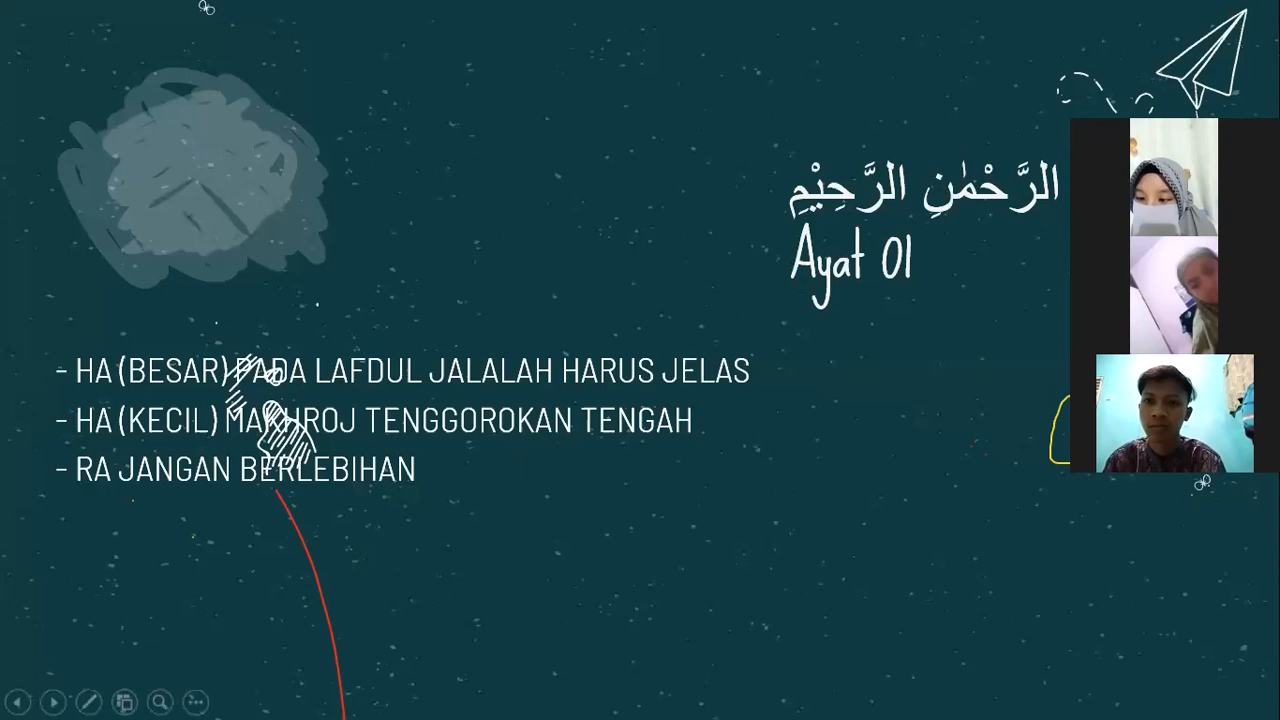 الرَّحْمٰنِ الرَّحِيْمِ
Ayat 01
- HA (BESAR) PADA LAFDUL JALALAH HARUS JELAS
- HA (KECIL) MAKHROJ TENGGOROKAN TENGAH
- RA JANGAN BERLEBIHAN